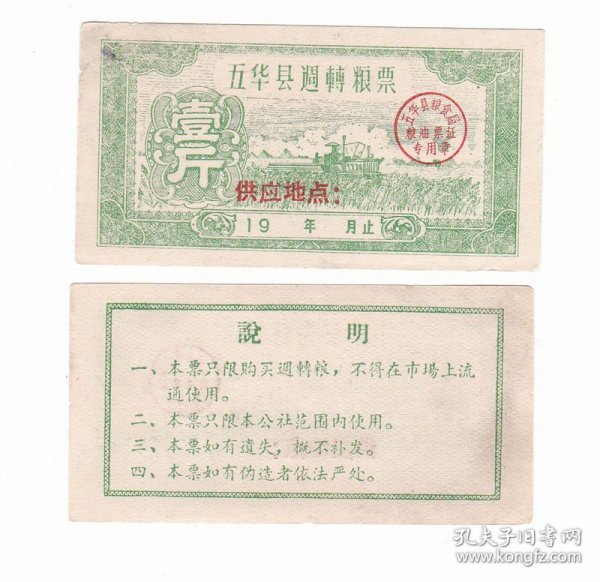 五华县週轉粮票
壹斤
五华县粮食局
粮油票证
专用章
供应地点：
19 年 月止
說 明
一、本票只限購买週轉粮，不得在市場上流
通使用。
二、本票只限本公社范围内使用。
三、本票如有遺失，概不补发。
四、本票如有伪造者依法严处。
孔夫子旧书网
www.kongfz.com